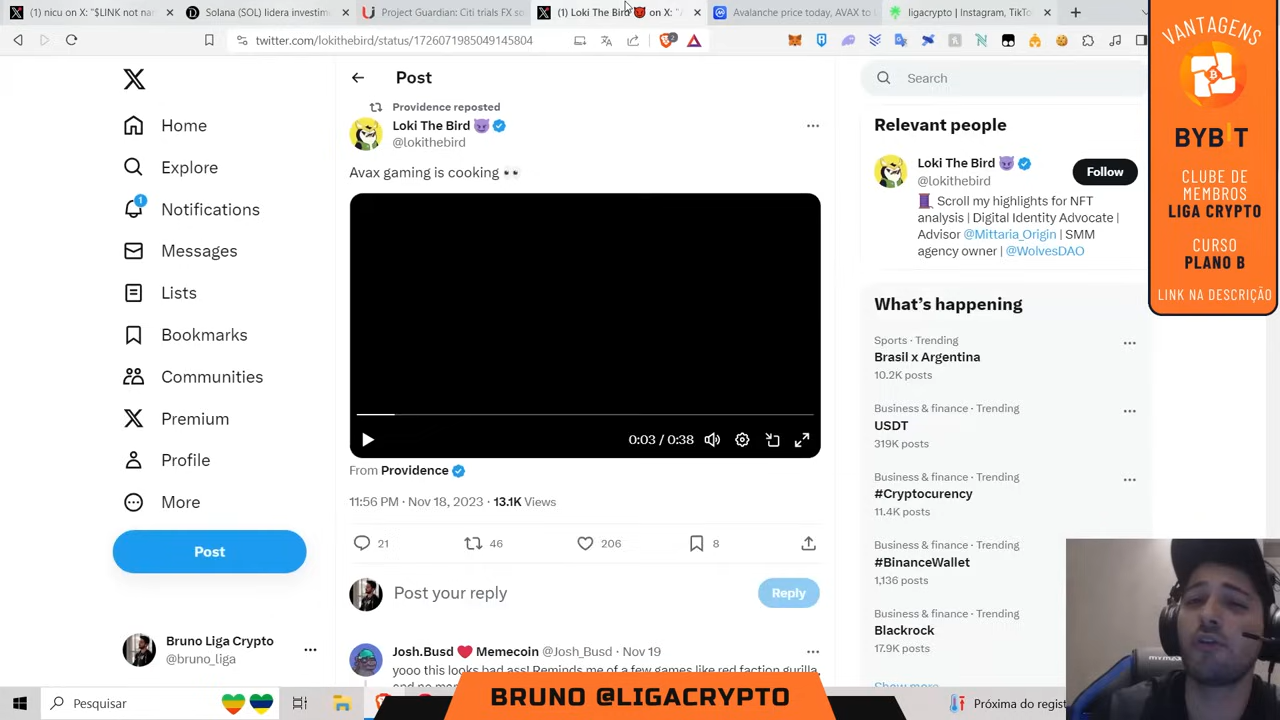 (1) nicu on X: "$LINK not na
Solana (SOL) lidera investim
Project Guardian: Citi trials FX so
(1) Loki The Bird 😈 on X: "A
Avalanche price today, AVAX to
ligacrypto | Instagram, TikTo
twitter.com/lokithebird/status/1726071985049145804
2
Home
Explore
1
Notifications
Messages
Lists
Bookmarks
Communities
Premium
Profile
More
Post
Bruno Liga Crypto
@bruno_liga
Post
Providence reposted
Loki The Bird 😈
@lokithebird
Avax gaming is cooking 👀
0:03 / 0:38
From Providence
11:56 PM · Nov 18, 2023 · 13.1K Views
21 46 206 8
Post your reply
Reply
Josh.Busd ❤️ Memecoin @Josh_Busd · Nov 19
yooo this looks bad ass! Reminds me of a few games like red faction gurilla,
Search
Relevant people
Loki The Bird 😈
@lokithebird
Follow
🧵 Scroll my highlights for NFT
analysis | Digital Identity Advocate |
Advisor @Mittaria_Origin | SMM
agency owner | @WolvesDAO
What's happening
Sports · Trending
Brasil x Argentina
10.2K posts
Business & finance · Trending
USDT
319K posts
Business & finance · Trending
#Cryptocurency
11.4K posts
Business & finance · Trending
#BinanceWallet
1,136 posts
Business & finance · Trending
Blackrock
17.9K posts
Show more
VANTAGENS
BYBIT
CLUBE DE
MEMBROS
LIGA CRYPTO
CURSO
PLANO B
LINK NA DESCRIÇÃO
Pesquisar
BRUNO @LIGACRYPTO
Próxima do regist